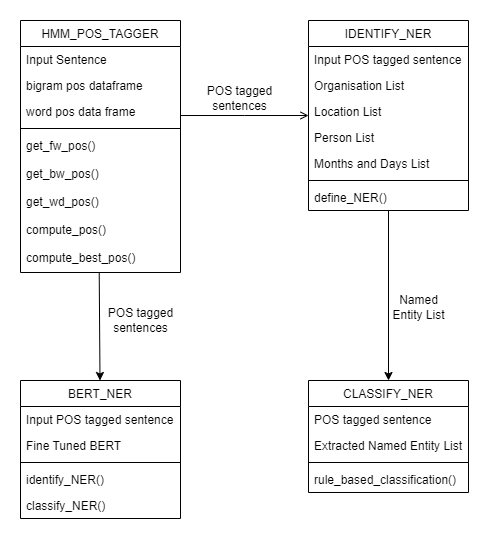 HMM_POS_TAGGER
Input Sentence
bigram pos dataframe
word pos data frame
get_fw_pos()
get_bw_pos()
get_wd_pos()
compute_pos()
compute_best_pos()
POS tagged
sentences
IDENTIFY_NER
Input POS tagged sentence
Organisation List
Location List
Person List
Months and Days List
define_NER()
POS tagged
sentences
Named
Entity List
BERT_NER
Input POS tagged sentence
Fine Tuned BERT
identify_NER()
classify_NER()
CLASSIFY_NER
POS tagged sentence
Extracted Named Entity List
rule_based_classification()